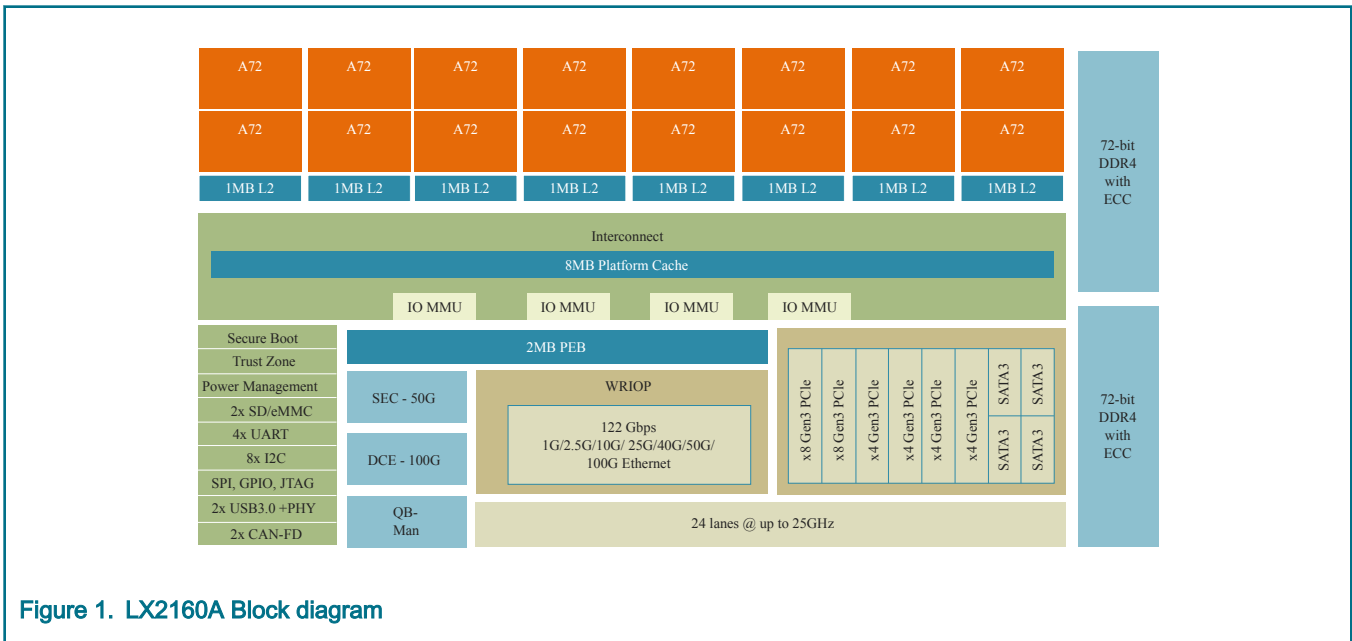 A72 A72 A72 A72 A72 A72 A72 A72
A72 A72 A72 A72 A72 A72 A72 A72
1MB L2 1MB L2 1MB L2 1MB L2 1MB L2 1MB L2 1MB L2 1MB L2
72-bit
DDR4
with
ECC
Interconnect
8MB Platform Cache
IO MMU IO MMU IO MMU IO MMU
Secure Boot
Trust Zone
Power Management
2x SD/eMMC
4x UART
8x I2C
SPI, GPIO, JTAG
2x USB3.0 +PHY
2x CAN-FD
2MB PEB
SEC - 50G
DCE - 100G
QB-
Man
WRIOP
122 Gbps
1G/2.5G/10G/ 25G/40G/50G/
100G Ethernet
x8 Gen3 PCle
x8 Gen3 PCle
x4 Gen3 PCle
x4 Gen3 PCle
x4 Gen3 PCle
x4 Gen3 PCle
SATA3
SATA3
SATA3
SATA3
24 lanes @ up to 25GHz
72-bit
DDR4
with
ECC
Figure 1. LX2160A Block diagram